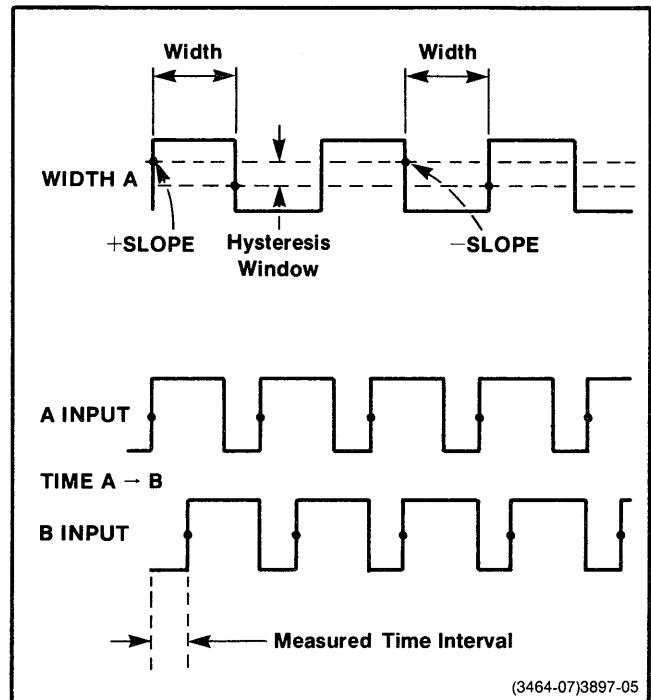 Width Width
WIDTH A
+SLOPE Hysteresis −SLOPE
Window
A INPUT
TIME A → B
B INPUT
Measured Time Interval
(3464-07)3897-05